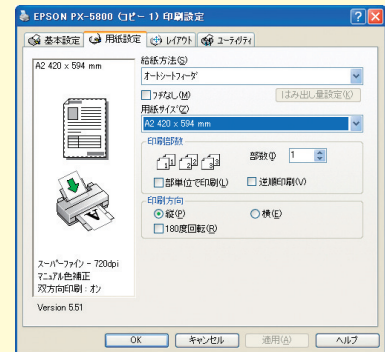 EPSON PX-5800 (コピー 1) 印刷設定
基本設定 用紙設定 レイアウト ユーティリティ
A2 420 x 594 mm
給紙方法(S)
オートシートフィーダ
フチなし(M) はみ出し量設定(K)
用紙サイズ(Z)
A2 420 x 594 mm
印刷部数
部数(I) 1
部単位で印刷(L) 逆順印刷(V)
印刷方向
縦(P) 横(E)
180度回転(R)
スーパーファイン - 720dpi
マニュアル色補正
双方向印刷 : オン
Version 5.51
OK キャンセル 適用(A) ヘルプ